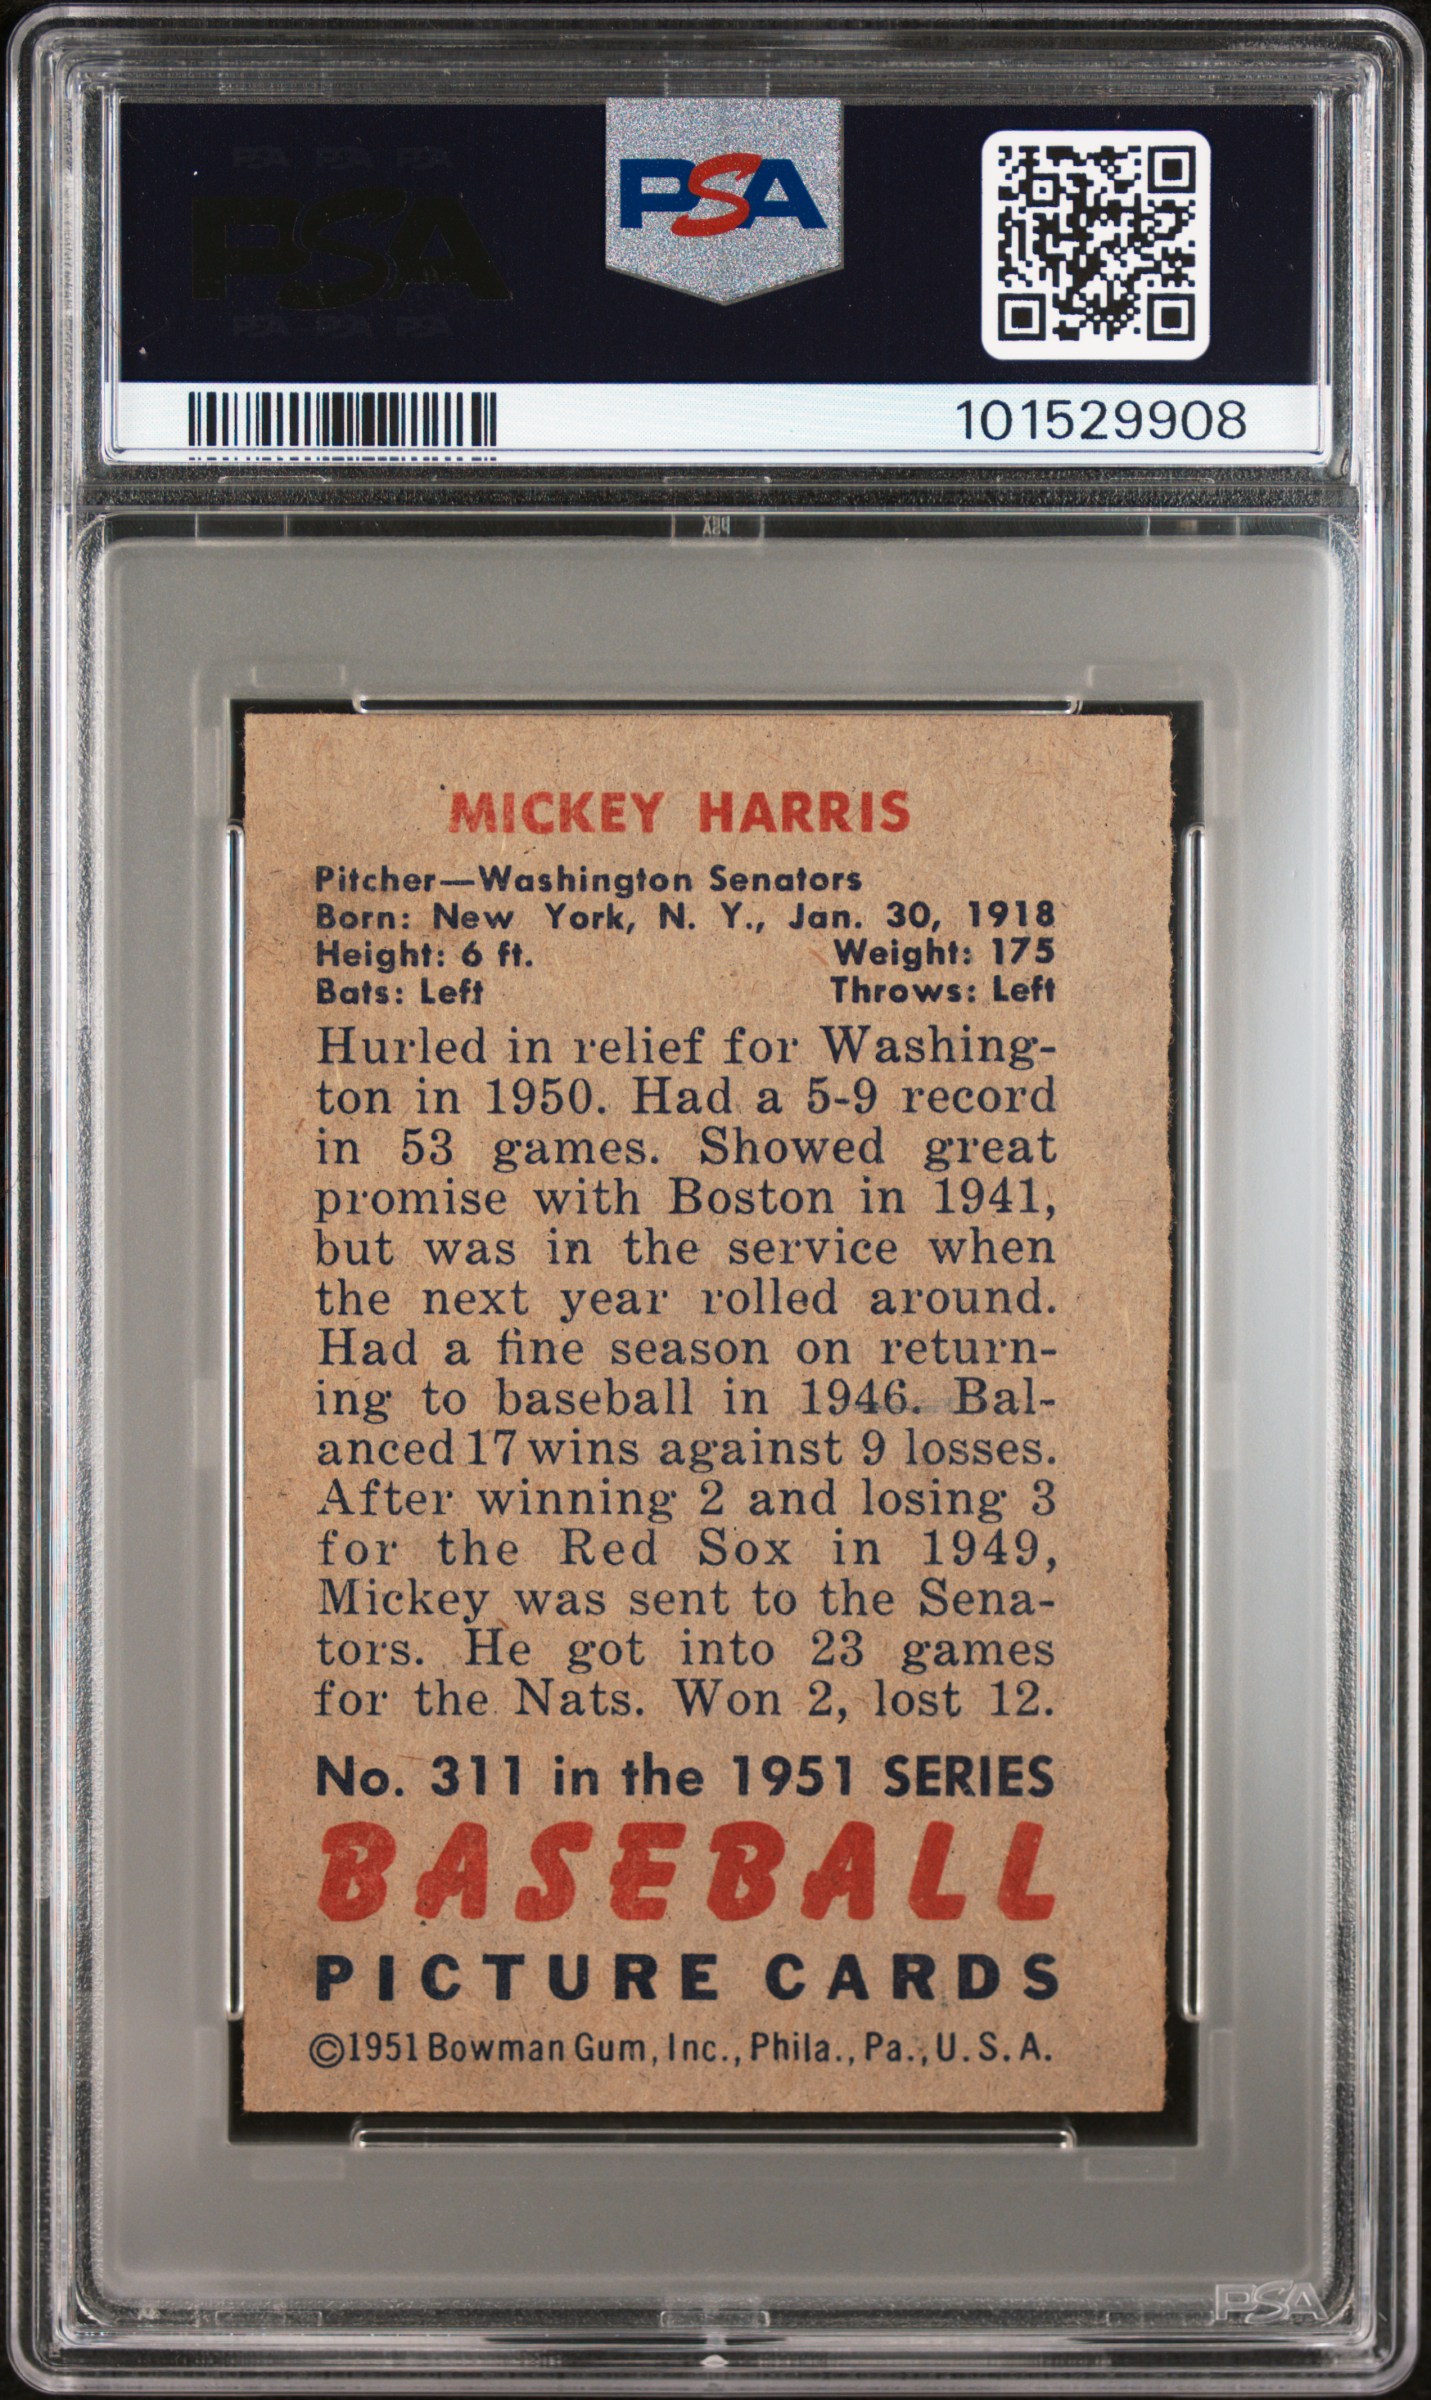 PSA PSA PSA
PSA
PSA PSA PSA
PSA
101529908
MICKEY HARRIS
Pitcher—Washington Senators
Born: New York, N. Y., Jan. 30, 1918
Height: 6 ft. Weight: 175
Bats: Left Throws: Left
Hurled in relief for Washing-
ton in 1950. Had a 5-9 record
in 53 games. Showed great
promise with Boston in 1941,
but was in the service when
the next year rolled around.
Had a fine season on return-
ing to baseball in 1946. Bal-
anced 17 wins against 9 losses.
After winning 2 and losing 3
for the Red Sox in 1949,
Mickey was sent to the Sena-
tors. He got into 23 games
for the Nats. Won 2, lost 12.
No. 311 in the 1951 SERIES
BASEBALL
PICTURE CARDS
©1951 Bowman Gum, Inc., Phila., Pa., U. S. A.
PSA